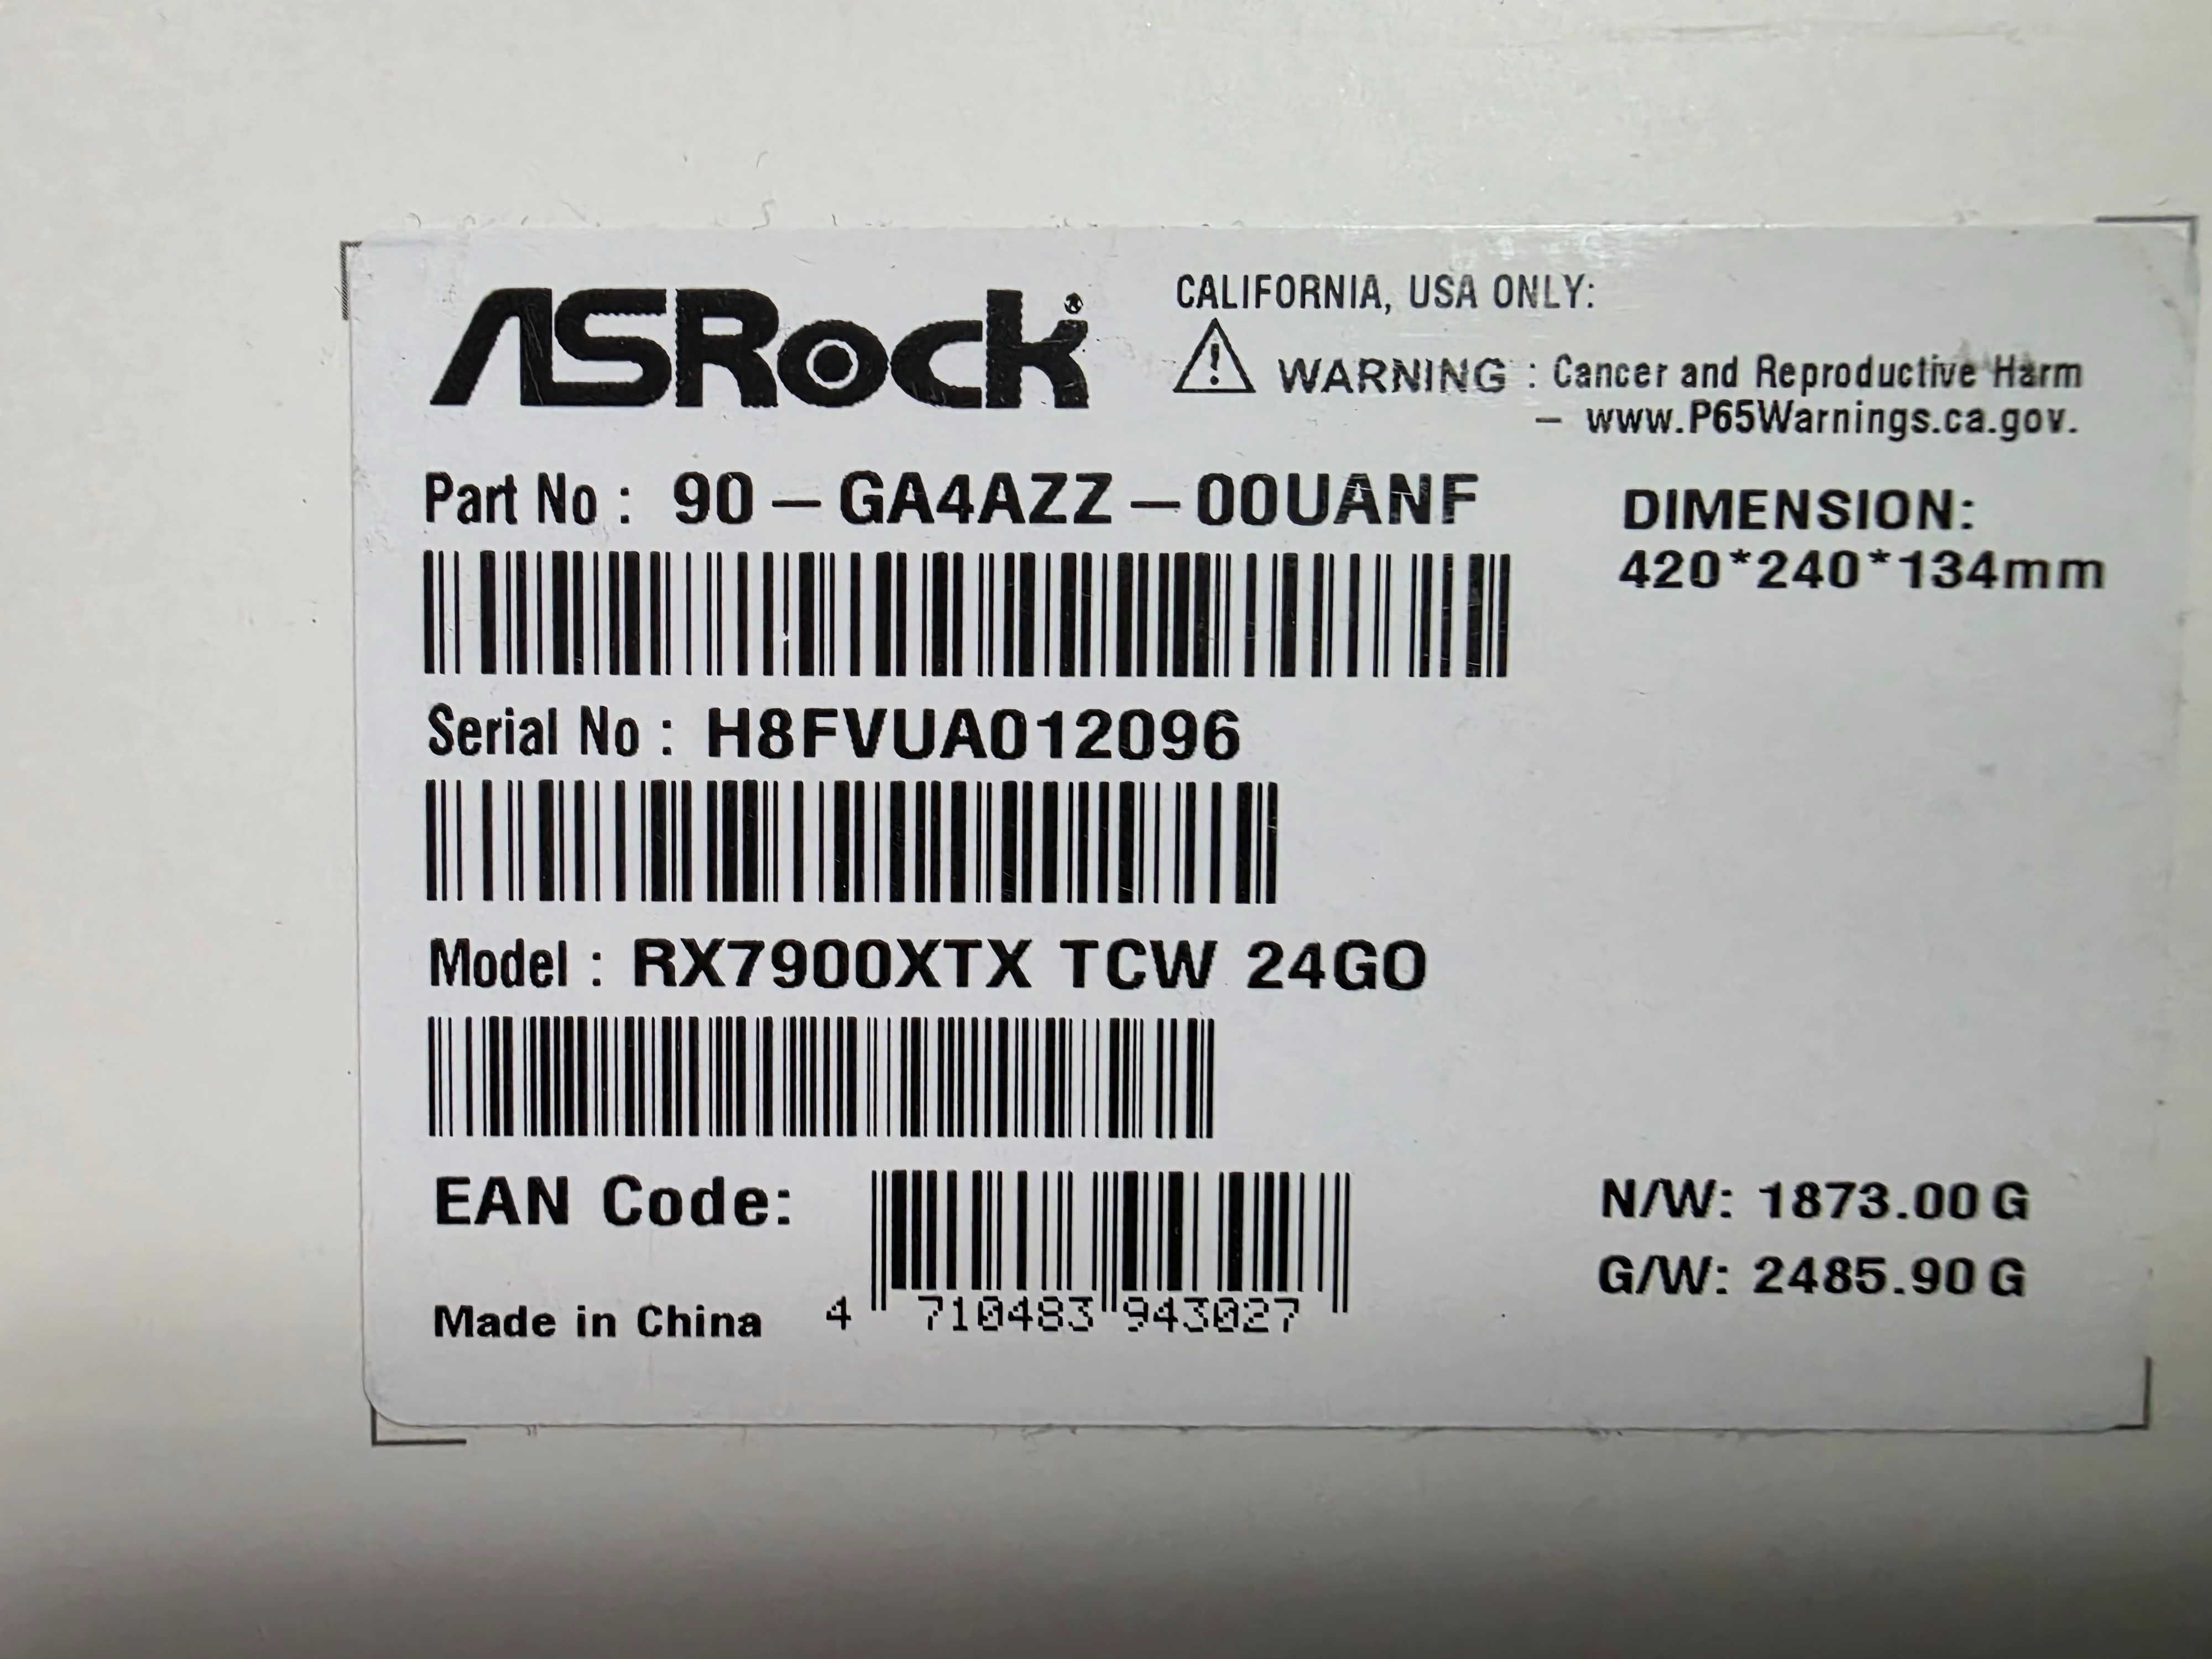 ASRock
CALIFORNIA, USA ONLY:
WARNING : Cancer and Reproductive Harm
– www.P65Warnings.ca.gov.
Part No : 90-GA4AZZ-00UANF
DIMENSION:
420*240*134mm
Serial No : H8FVUA012096
Model : RX7900XTX TCW 24GO
EAN Code:
4 710483 943027
Made in China
N/W: 1873.00 G
G/W: 2485.90 G